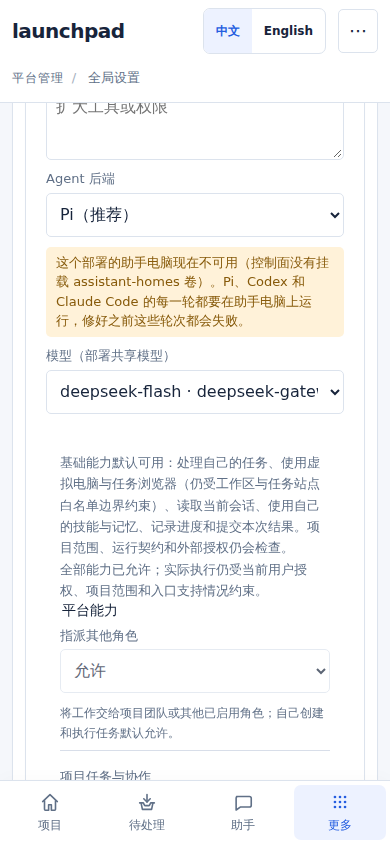 launchpad
中文 English ···
平台管理 / 全局设置
扩大工具或权限
Agent 后端
Pi（推荐）
这个部署的助手电脑现在不可用（控制面没有挂
载 assistant-homes 卷）。Pi、Codex 和
Claude Code 的每一轮都要在助手电脑上运
行，修好之前这些轮次都会失败。
模型（部署共享模型）
deepseek-flash · deepseek-gate
基础能力默认可用：处理自己的任务、使用虚
拟电脑与任务浏览器（仍受工作区与任务站点
白名单边界约束）、读取当前会话、使用自己
的技能与记忆、记录进度和提交本次结果。项
目范围、运行契约和外部授权仍会检查。
全部能力已允许；实际执行仍受当前用户授
权、项目范围和入口支持情况约束。
平台能力
指派其他角色
允许
将工作交给项目团队或其他已启用角色；自己创建
和执行任务默认允许。
项目任务与协作
项目 待处理 助手 更多